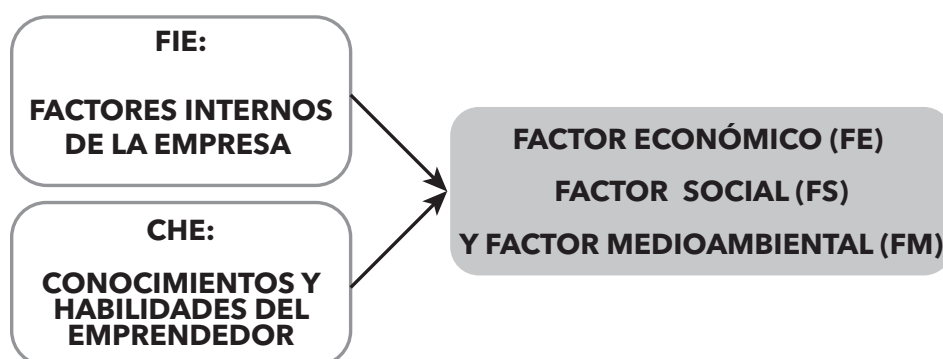 FIE:
FACTORES INTERNOS
DE LA EMPRESA
CHE:
CONOCIMIENTOS Y
HABILIDADES DEL
EMPRENDEDOR
FACTOR ECONÓMICO (FE)
FACTOR SOCIAL (FS)
Y FACTOR MEDIOAMBIENTAL (FM)